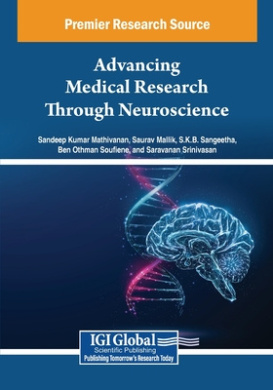 Premier Research Source
Advancing
Medical Research
Through Neuroscience
Sandeep Kumar Mathivanan, Saurav Mallik, S.K.B. Sangeetha,
Ben Othman Soufiene, and Saravanan Srinivasan
IGI Global
Scientific Publishing
Publishing Tomorrow's Research Today